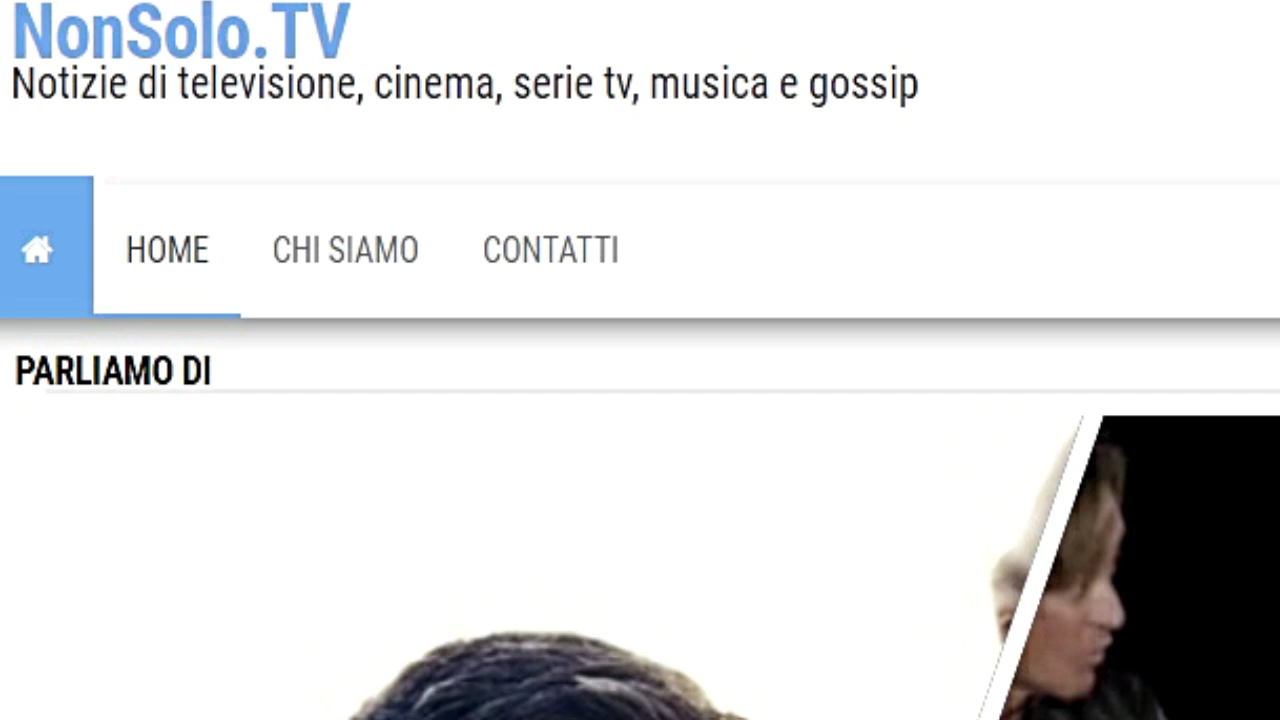 NonSolo.TV
Notizie di televisione, cinema, serie tv, musica e gossip
HOME CHI SIAMO CONTATTI
PARLIAMO DI